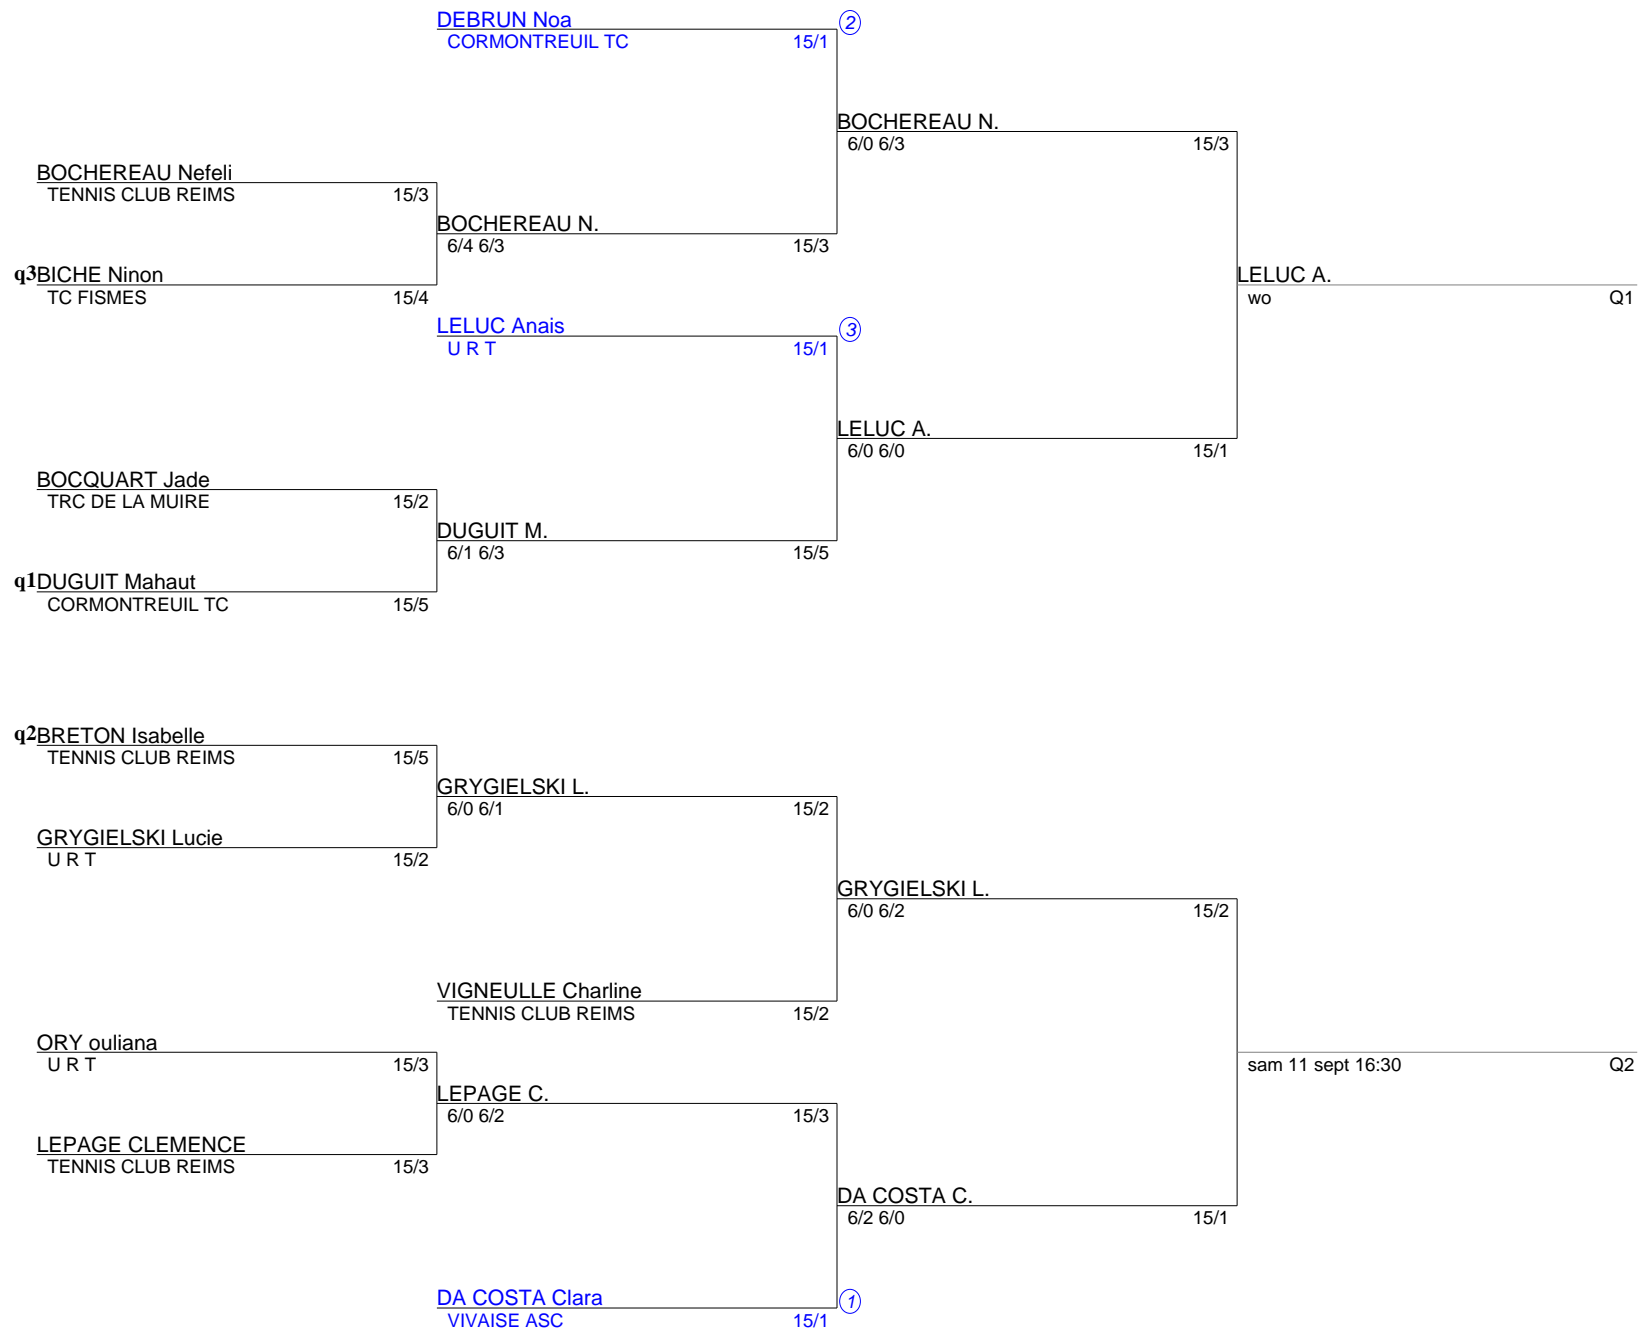 DEBRUN Noa 2
CORMONTREUIL TC 15/1
BOCHEREAU N.
6/0 6/3 15/3
BOCHEREAU Nefeli
TENNIS CLUB REIMS 15/3
BOCHEREAU N.
6/4 6/3 15/3
q3 BICHE Ninon
TC FISMES 15/4
LELUC A.
wo Q1
LELUC Anais 3
U R T 15/1
LELUC A.
6/0 6/0 15/1
BOCQUART Jade
TRC DE LA MUIRE 15/2
DUGUIT M.
6/1 6/3 15/5
q1 DUGUIT Mahaut
CORMONTREUIL TC 15/5
q2 BRETON Isabelle
TENNIS CLUB REIMS 15/5
GRYGIELSKI L.
6/0 6/1 15/2
GRYGIELSKI Lucie
U R T 15/2
GRYGIELSKI L.
6/0 6/2 15/2
VIGNEULLE Charline
TENNIS CLUB REIMS 15/2
ORY ouliana
U R T 15/3
sam 11 sept 16:30 Q2
LEPAGE C.
6/0 6/2 15/3
LEPAGE CLEMENCE
TENNIS CLUB REIMS 15/3
DA COSTA C.
6/2 6/0 15/1
DA COSTA Clara 1
VIVAISE ASC 15/1